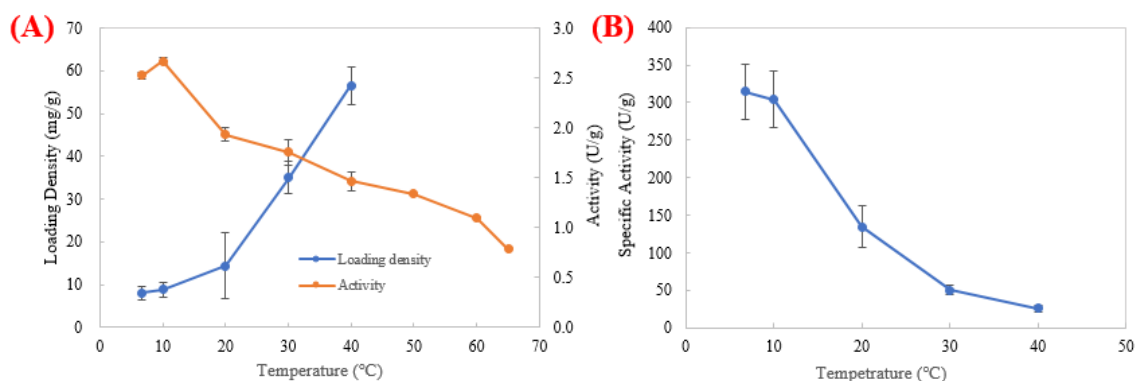 (A)
70
60
50
40
30
20
10
0
Loading Density (mg/g)
3.0
2.5
2.0
1.5
1.0
0.5
0.0
Activity (U/g)
Loading density
Activity
0 10 20 30 40 50 60 70
Temperature (℃)
(B)
400
350
300
250
200
150
100
50
0
Specific Activity (U/g)
0 10 20 30 40 50
Tempetrature (℃)